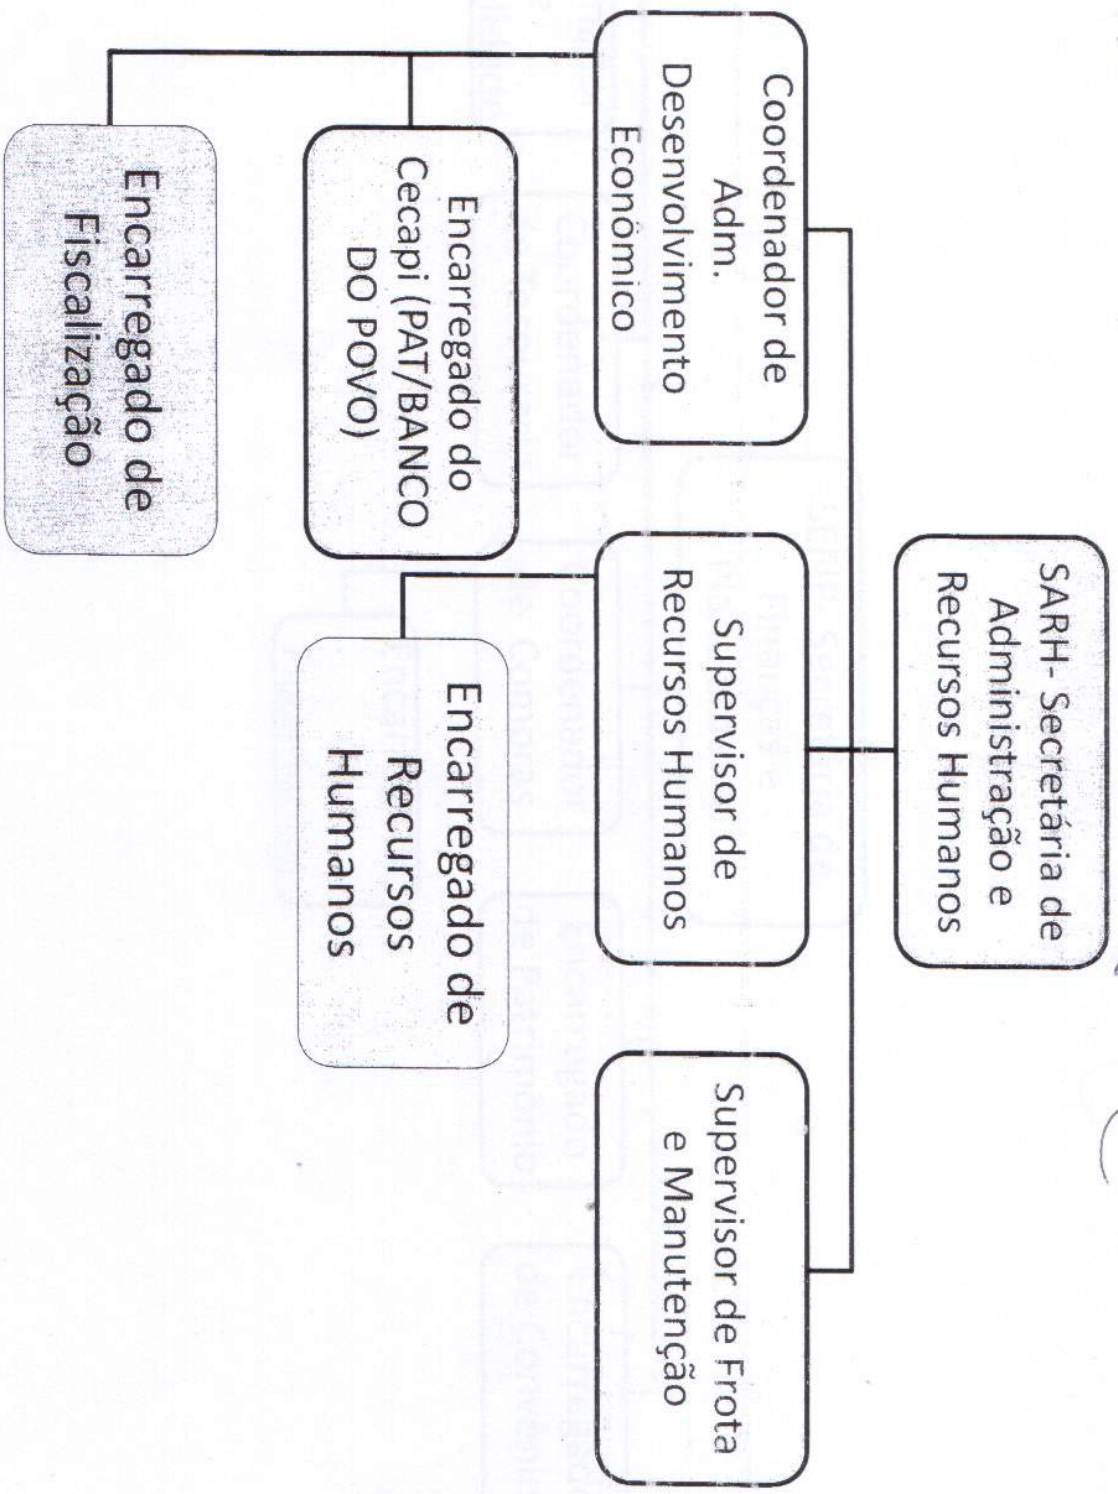 SARH- Secretária de
Administração e
Recursos Humanos
Coordenador de
Adm.
Desenvolvimento
Econômico
Supervisor de
Recursos Humanos
Supervisor de Frota
e Manutenção
Encarregado do
Cecapi (PAT/BANCO
DO POVO)
Encarregado de
Recursos
Humanos
Encarregado de
Fiscalização